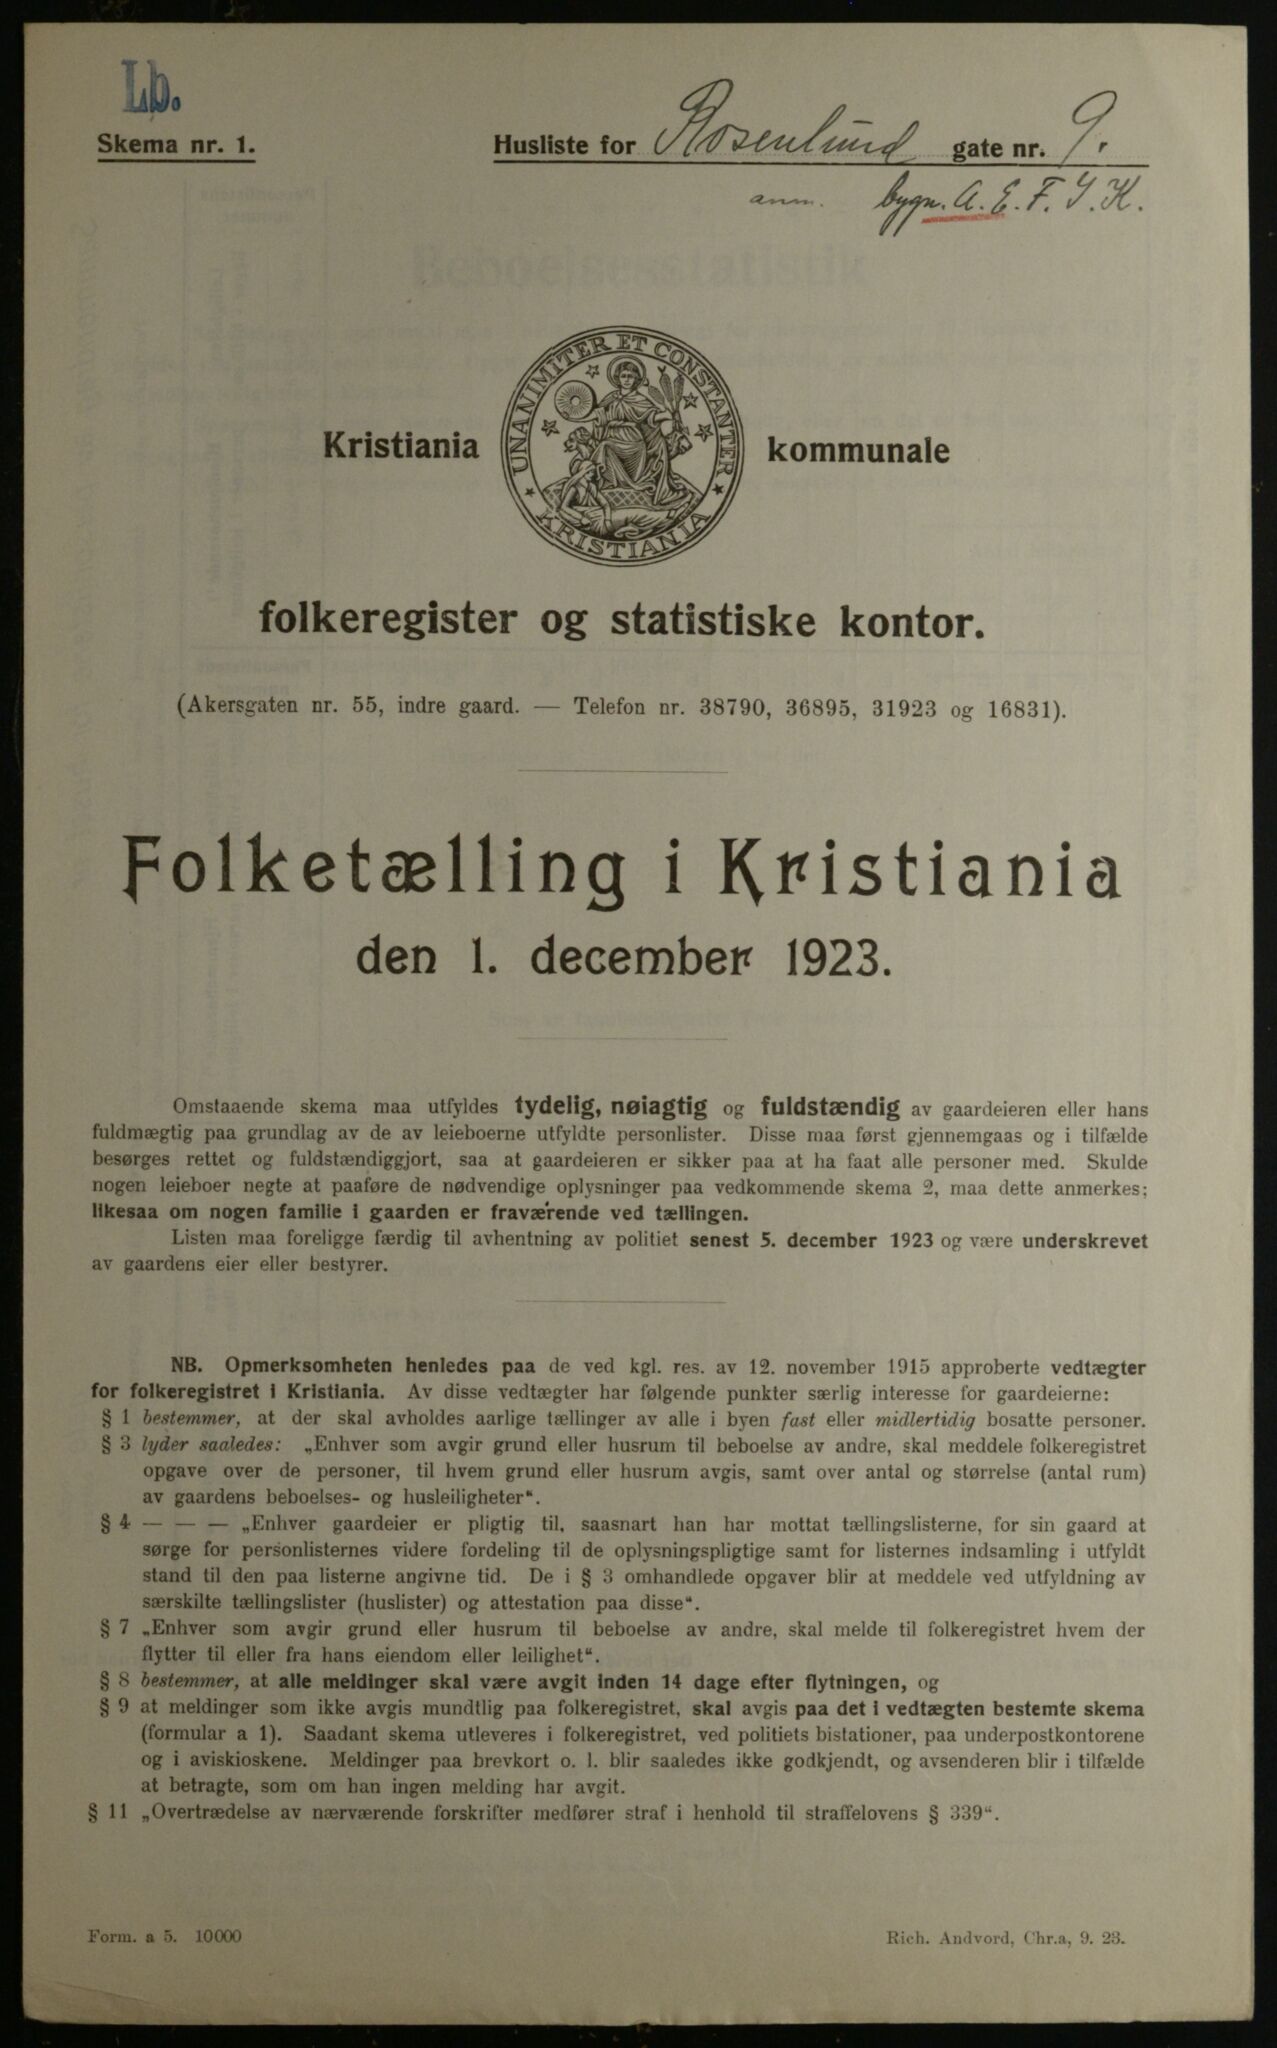 Lb.
Skema nr. 1.
Husliste for Rosenlund gate nr. 9.
anm. bygn. A. E. F. J. K.
UNANIMITER ET CONSTANTER
KRISTIANIA
Kristiania kommunale
folkeregister og statistiske kontor.
(Akersgaten nr. 55, indre gaard. — Telefon nr. 38790, 36895, 31923 og 16831).
Folketælling i Kristiania
den 1. december 1923.
Omstaaende skema maa utfyldes tydelig, nøiagtig og fuldstændig av gaardeieren eller hans
fuldmægtig paa grundlag av de av leieboerne utfyldte personlister. Disse maa først gjennemgaas og i tilfælde
besørges rettet og fuldstændiggjort, saa at gaardeieren er sikker paa at ha faat alle personer med. Skulde
nogen leieboer negte at paaføre de nødvendige oplysninger paa vedkommende skema 2, maa dette anmerkes;
likesaa om nogen familie i gaarden er fraværende ved tællingen.
Listen maa foreligge færdig til avhentning av politiet senest 5. december 1923 og være underskrevet
av gaardens eier eller bestyrer.
NB. Opmerksomheten henledes paa de ved kgl. res. av 12. november 1915 approberte vedtægter
for folkeregistret i Kristiania. Av disse vedtægter har følgende punkter særlig interesse for gaardeierne:
§ 1 bestemmer, at der skal avholdes aarlige tællinger av alle i byen fast eller midlertidig bosatte personer.
§ 3 lyder saaledes: „Enhver som avgir grund eller husrum til beboelse av andre, skal meddele folkeregistret
opgave over de personer, til hvem grund eller husrum avgis, samt over antal og størrelse (antal rum)
av gaardens beboelses- og husleiligheter“.
§ 4 — — — „Enhver gaardeier er pligtig til, saasnart han har mottat tællingslisterne, for sin gaard at
sørge for personlisternes videre fordeling til de oplysningspligtige samt for listernes indsamling i utfyldt
stand til den paa listerne angivne tid. De i § 3 omhandlede opgaver blir at meddele ved utfyldning av
særskilte tællingslister (huslister) og attestation paa disse“.
§ 7 „Enhver som avgir grund eller husrum til beboelse av andre, skal melde til folkeregistret hvem der
flytter til eller fra hans eiendom eller leilighet“.
§ 8 bestemmer, at alle meldinger skal være avgit inden 14 dage efter flytningen, og
§ 9 at meldinger som ikke avgis mundtlig paa folkeregistret, skal avgis paa det i vedtægten bestemte skema
(formular a 1). Saadant skema utleveres i folkeregistret, ved politiets bistationer, paa underpostkontorene
og i aviskioskene. Meldinger paa brevkort o. l. blir saaledes ikke godkjendt, og avsenderen blir i tilfælde
at betragte, som om han ingen melding har avgit.
§ 11 „Overtrædelse av nærværende forskrifter medfører straf i henhold til straffelovens § 339“.
Form. a 5. 10000
Rich. Andvord, Chr.a, 9. 23.